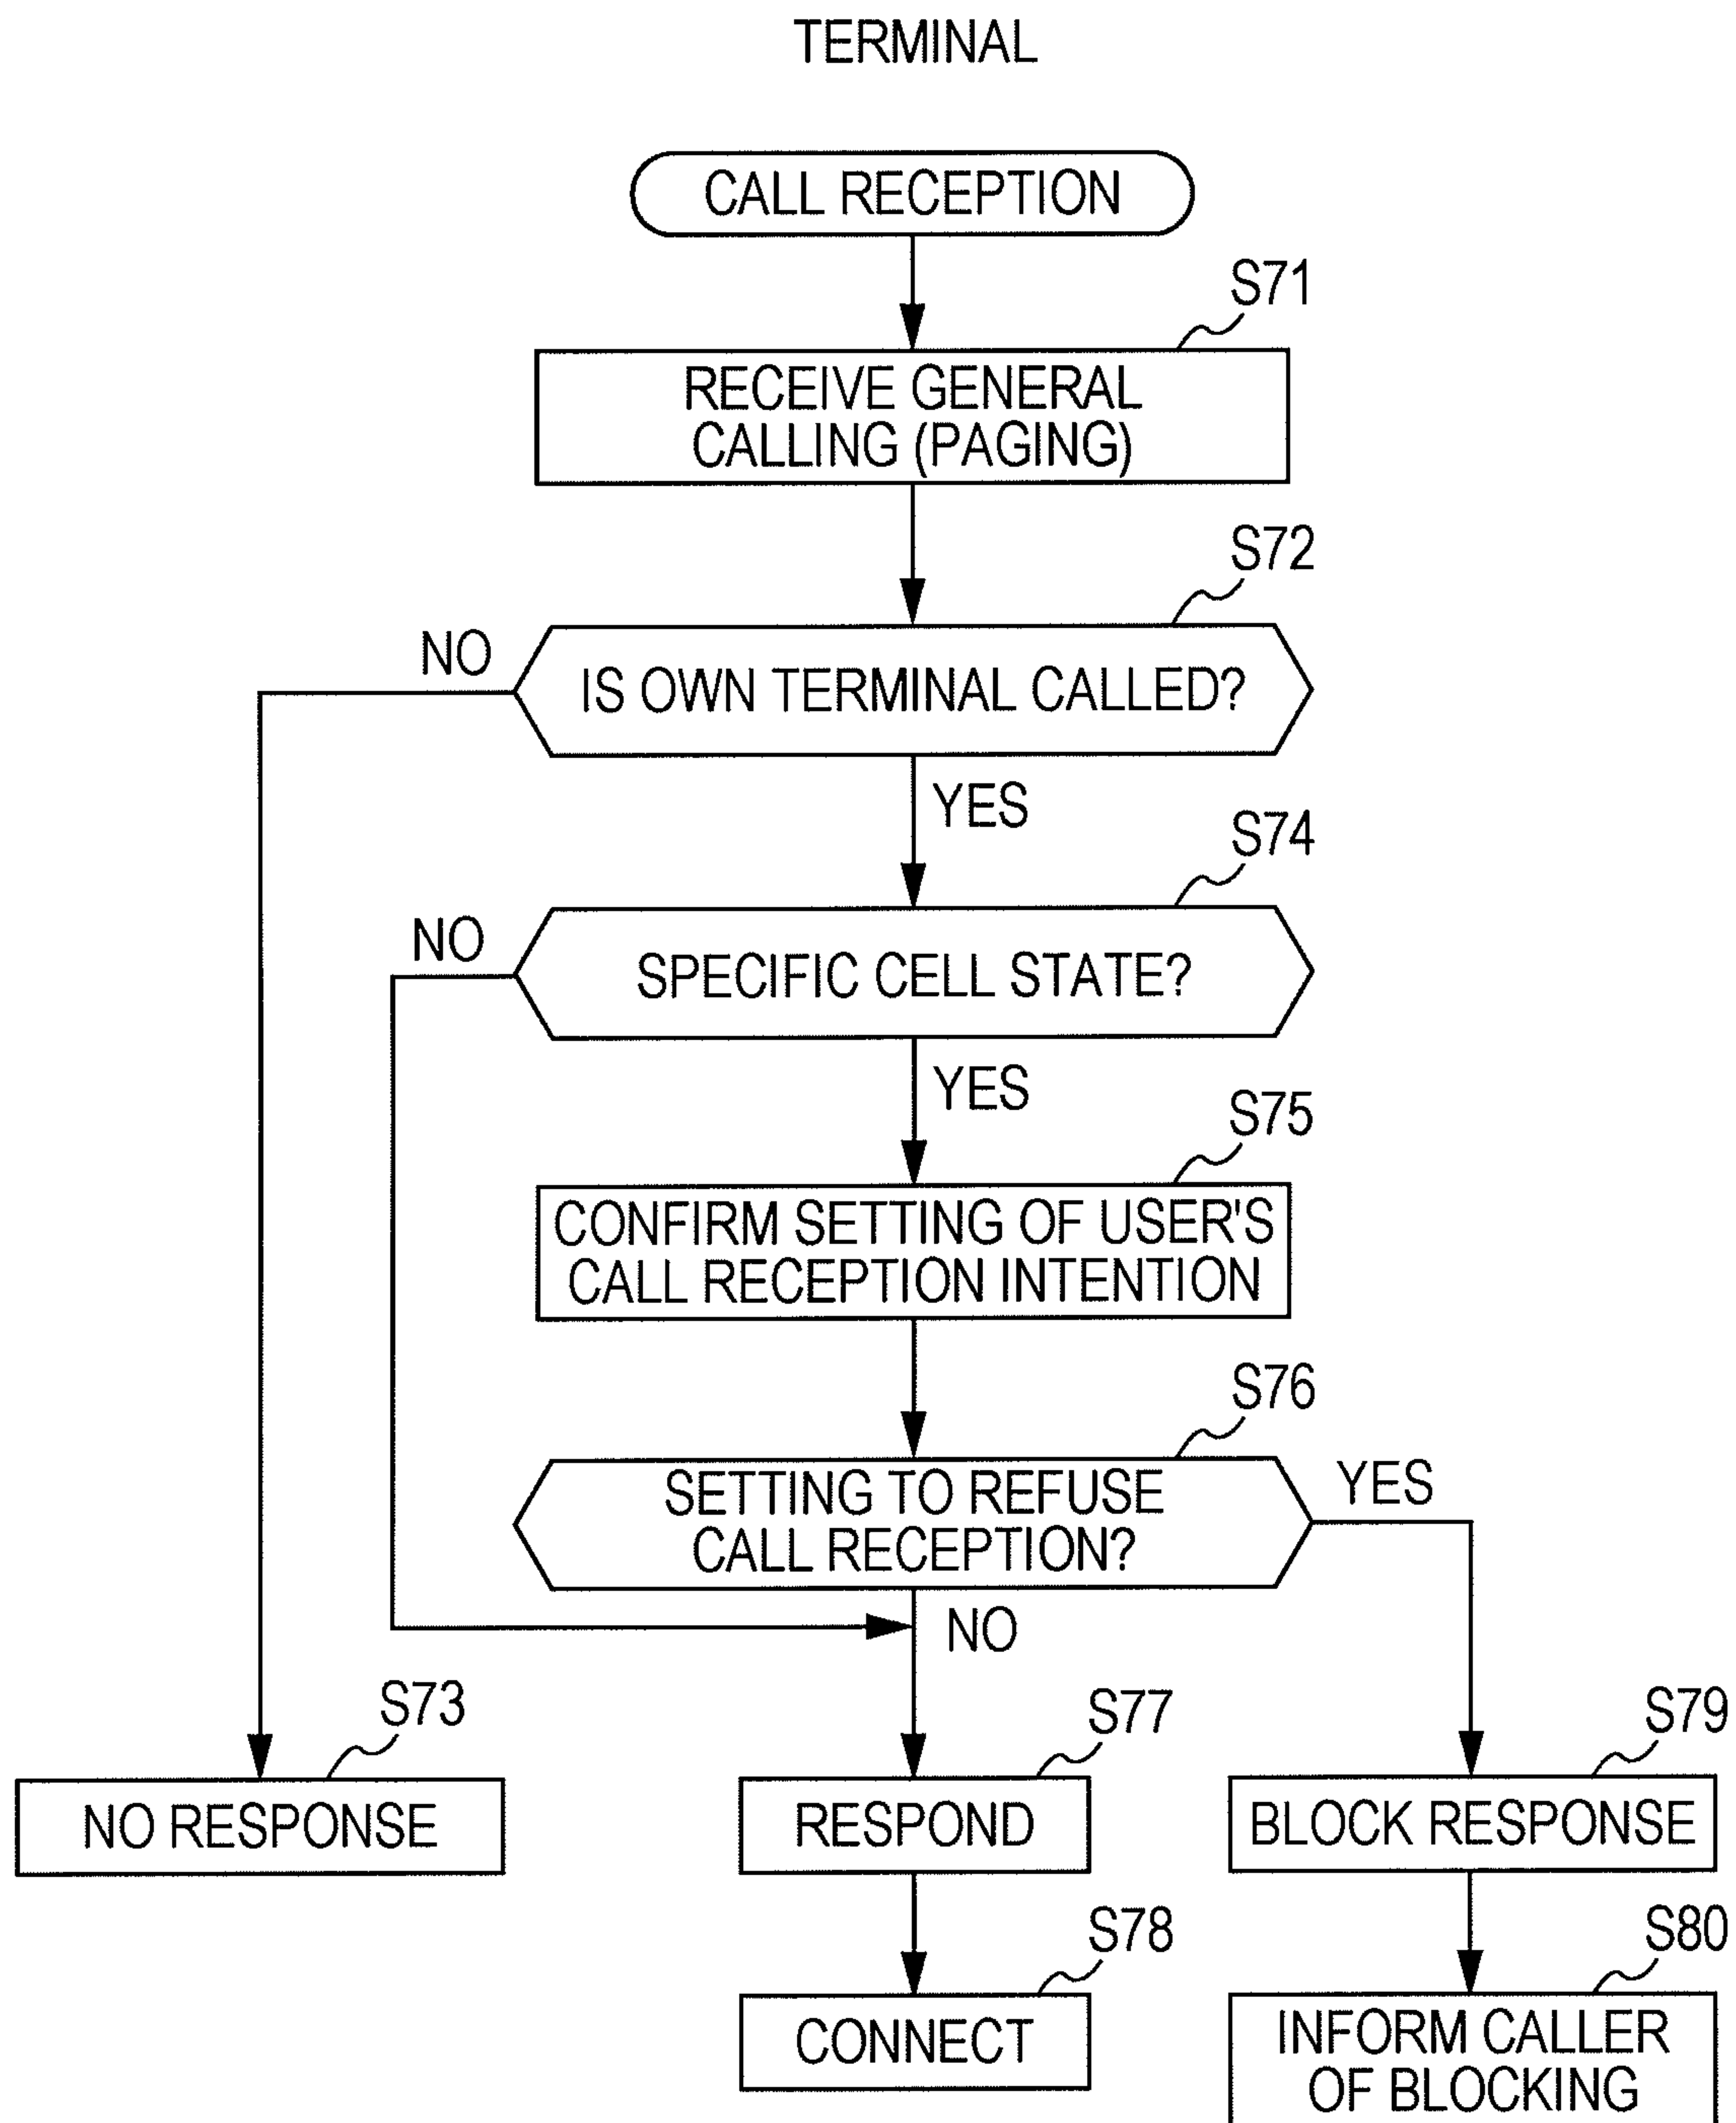 TERMINAL
CALL RECEPTION
S71
RECEIVE GENERAL
CALLING (PAGING)
S72
NO
IS OWN TERMINAL CALLED?
YES
S74
NO
SPECIFIC CELL STATE?
YES
S75
CONFIRM SETTING OF USER'S
CALL RECEPTION INTENTION
S76
SETTING TO REFUSE
CALL RECEPTION?
YES
NO
S73
NO RESPONSE
S77
RESPOND
S79
BLOCK RESPONSE
S78
CONNECT
S80
INFORM CALLER
OF BLOCKING